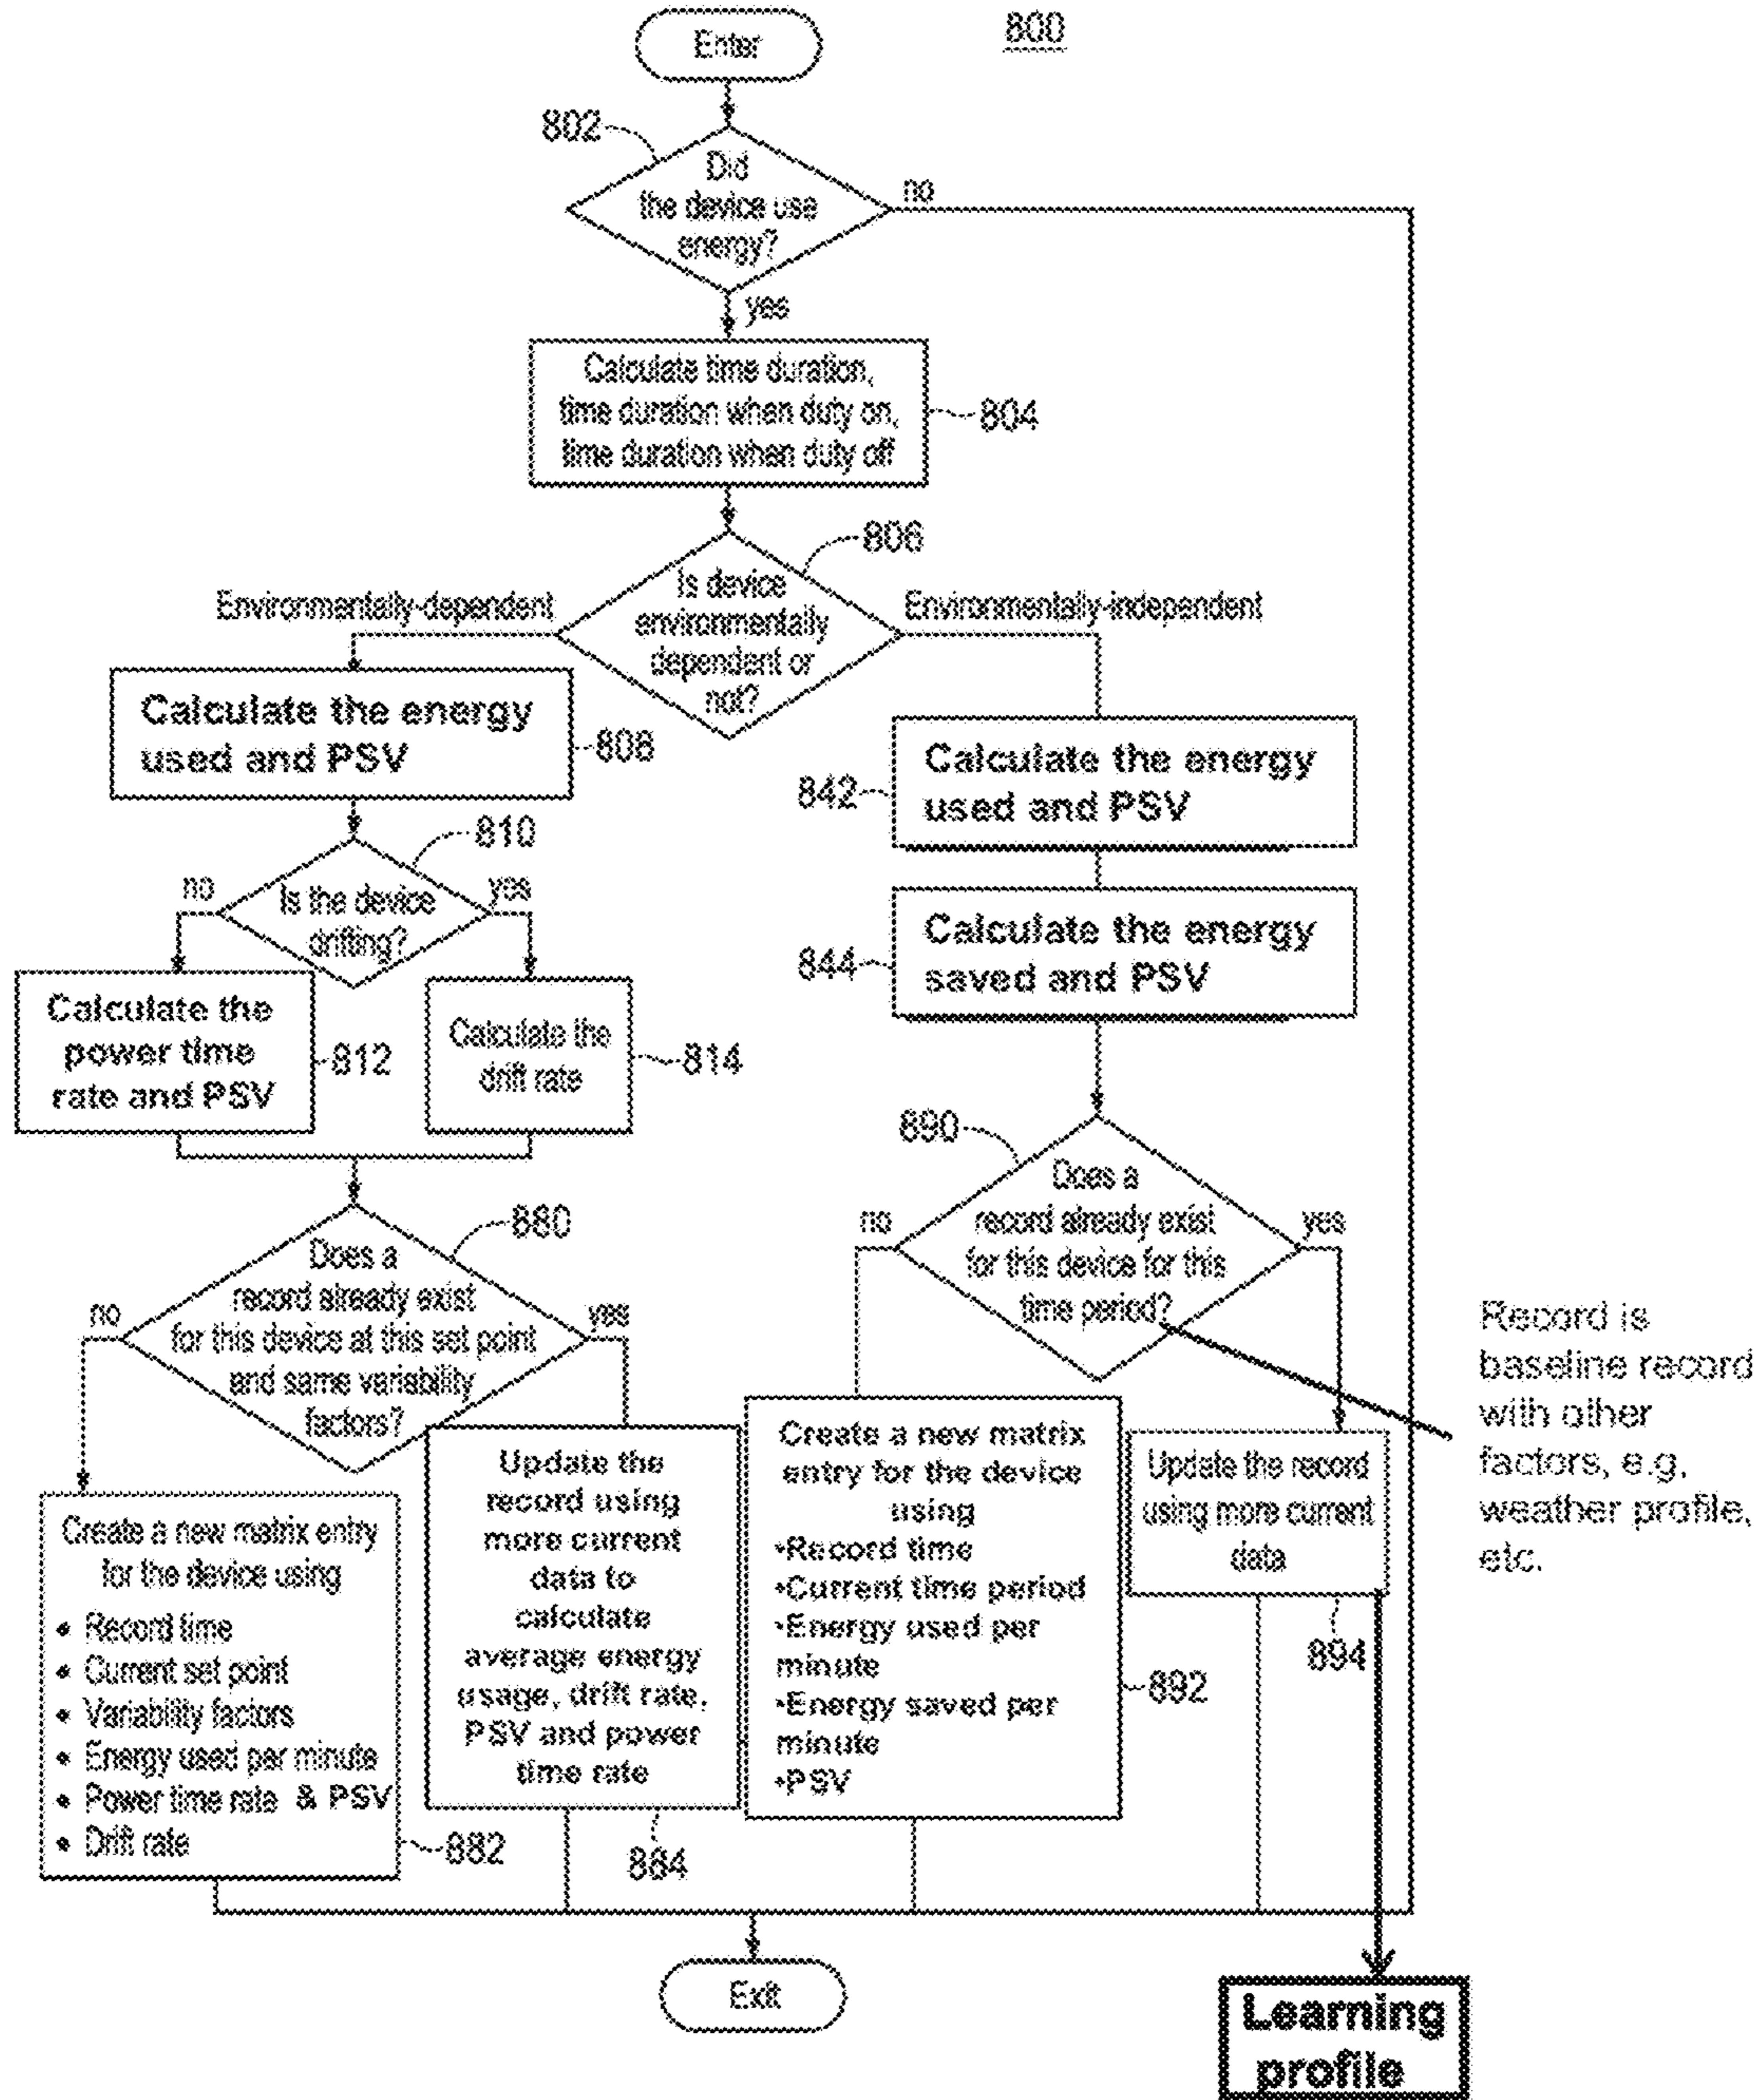 Enter
800
802
Did
the device use
energy?
no
yes
Calculate time duration,
time duration when duty on,
time duration when duty off
804
806
Is device
environmentally
dependent or
not?
Environmentally-dependent
Environmentally-independent
Calculate the energy
used and PSV
808
Calculate the energy
used and PSV
842
810
Is the device
drifting?
no
yes
Calculate the energy
saved and PSV
844
Calculate the
power time
rate and PSV
812
Calculate the
drift rate
814
890
Does a
record already exist
for this device for this
time period?
no
yes
880
Does a
record already exist
for this device at this set point
and same variability
factors?
no
yes
Record is
baseline record
with other
factors, e.g.
weather profile,
etc.
Create a new matrix entry
for the device using
• Record time
• Current set point
• Variability factors
• Energy used per minute
• Power time rate & PSV
• Drift rate
882
Update the
record using
more current
data to
calculate
average energy
usage, drift rate,
PSV and power
time rate
884
Create a new matrix
entry for the device
using
•Record time
•Current time period
•Energy used per
minute
•Energy saved per
minute
•PSV
892
Update the record
using more current
data
894
Exit
Learning
profile